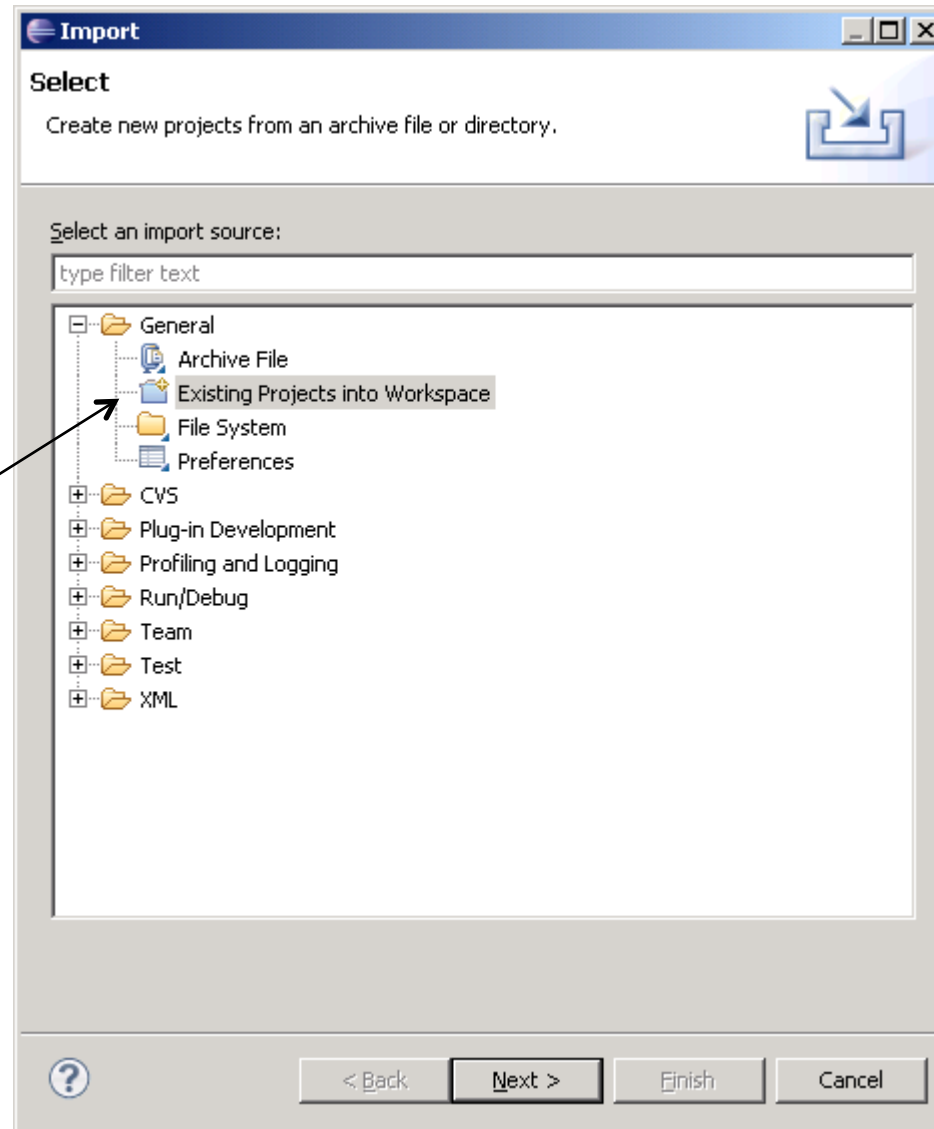 Import
Select
Create new projects from an archive file or directory.
Select an import source:
type filter text
General
Archive File
Existing Projects into Workspace
File System
Preferences
CVS
Plug-in Development
Profiling and Logging
Run/Debug
Team
Test
XML
? < Back Next > Finish Cancel